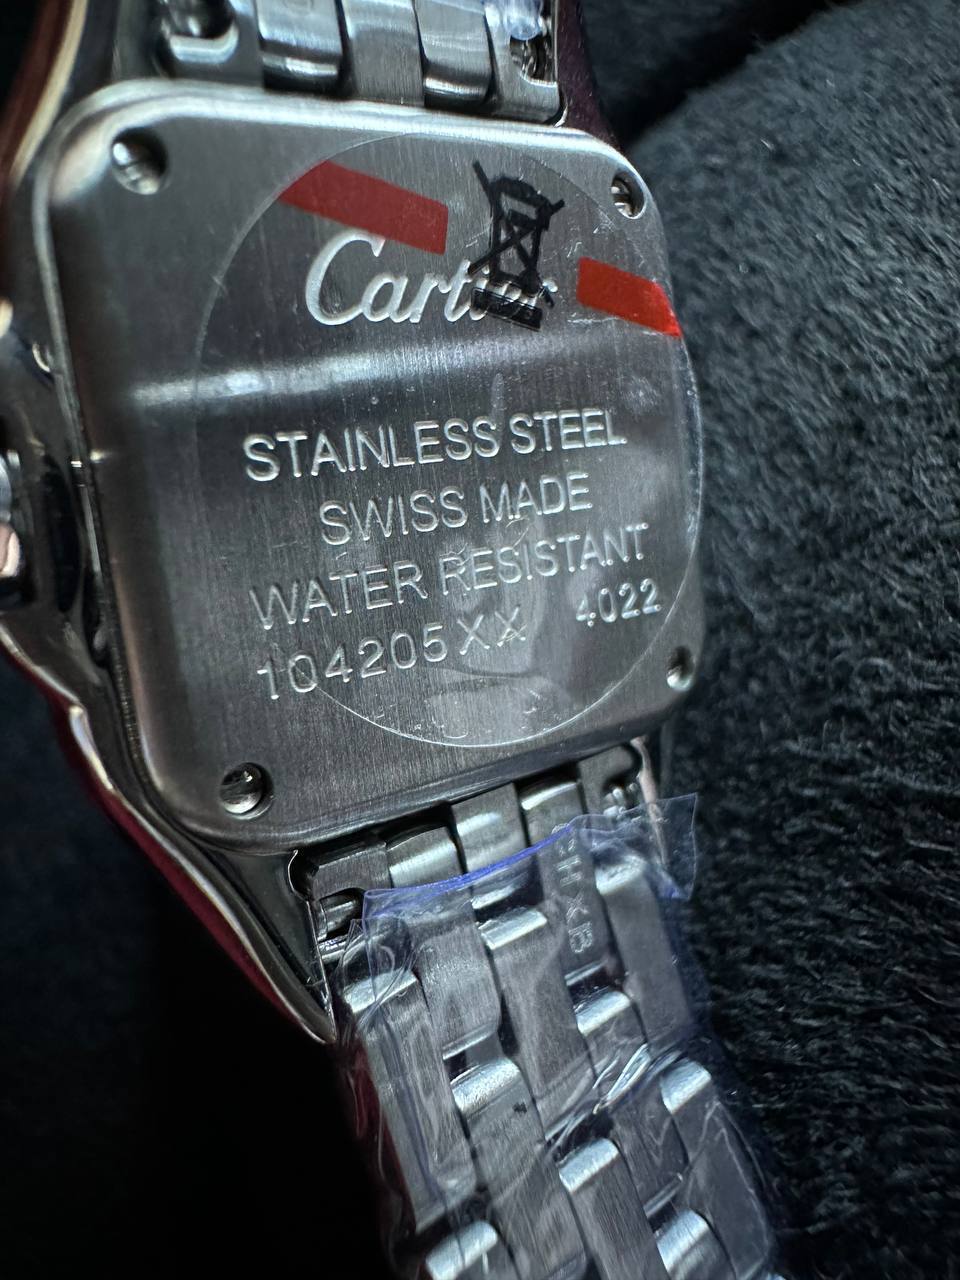 Cartier
STAINLESS STEEL
SWISS MADE
WATER RESISTANT
104205XX 4022